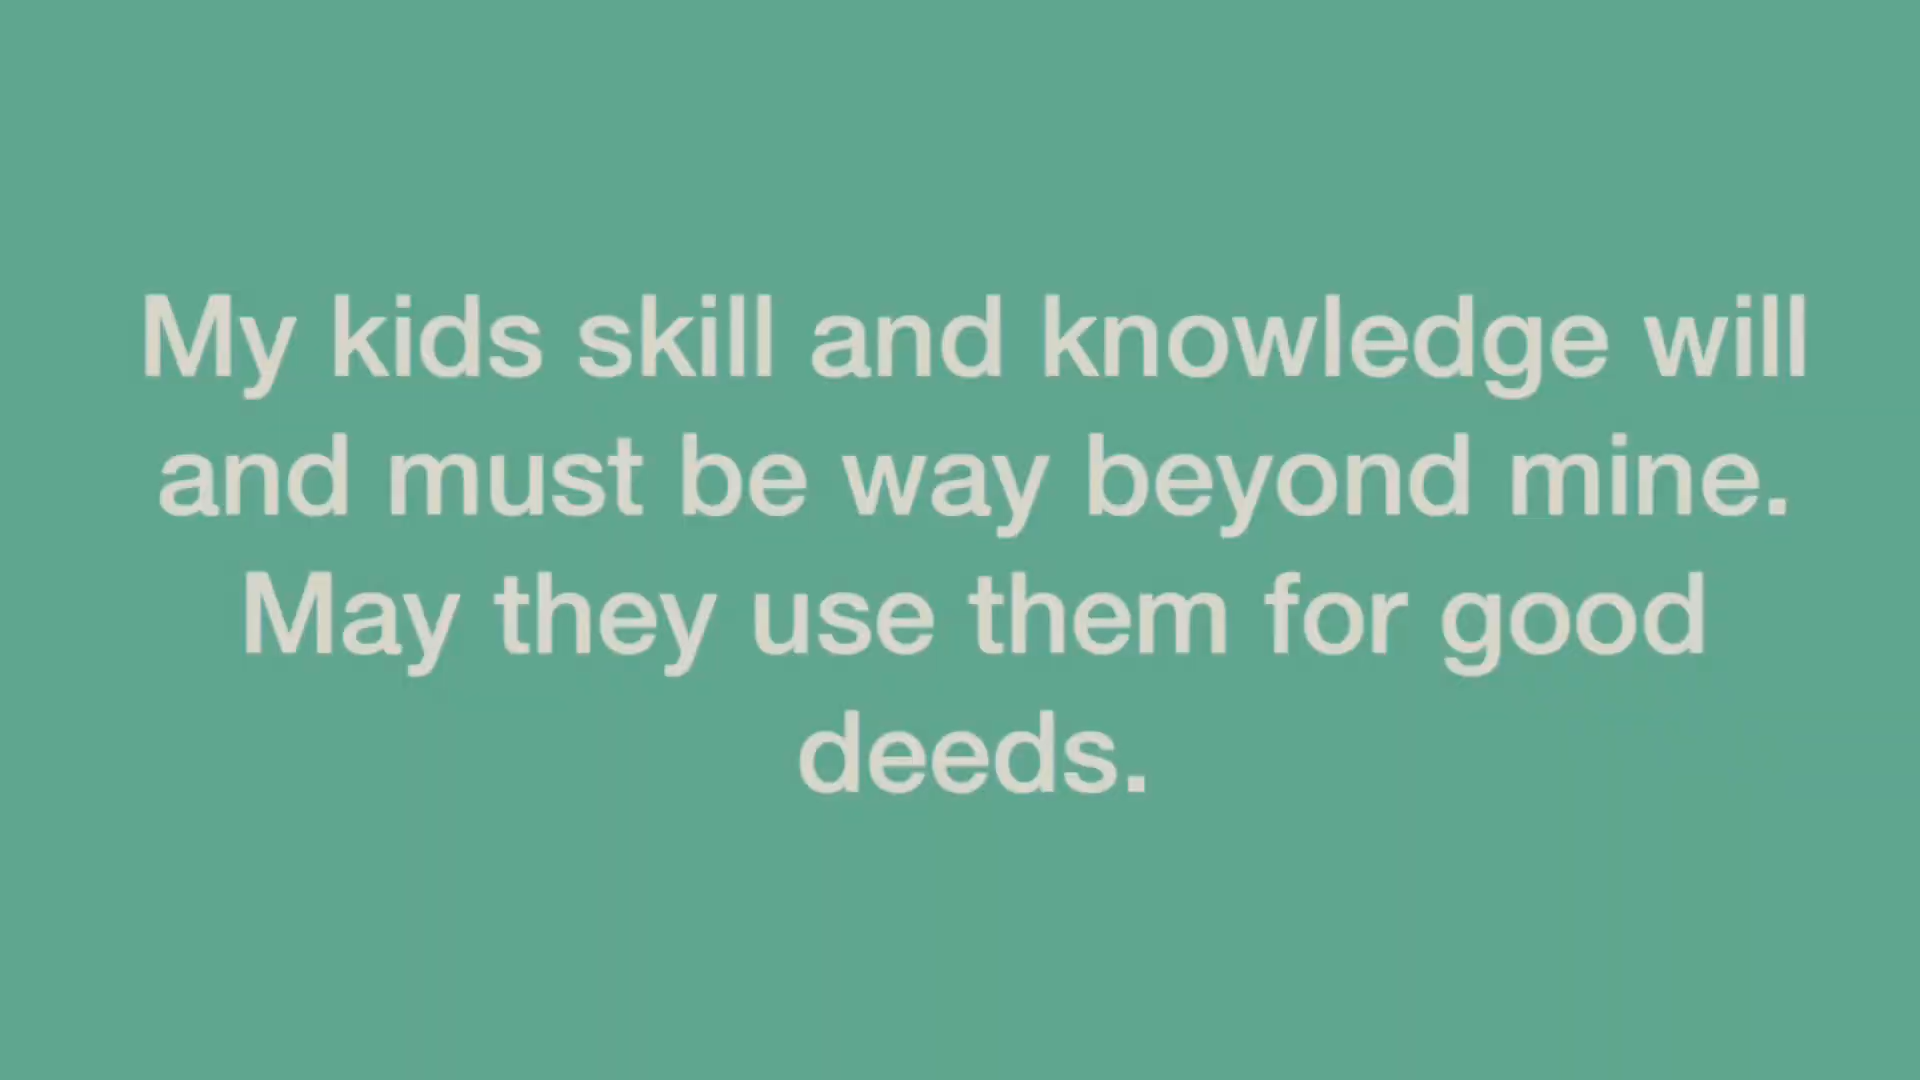 My kids skill and knowledge will
and must be way beyond mine.
May they use them for good
deeds.